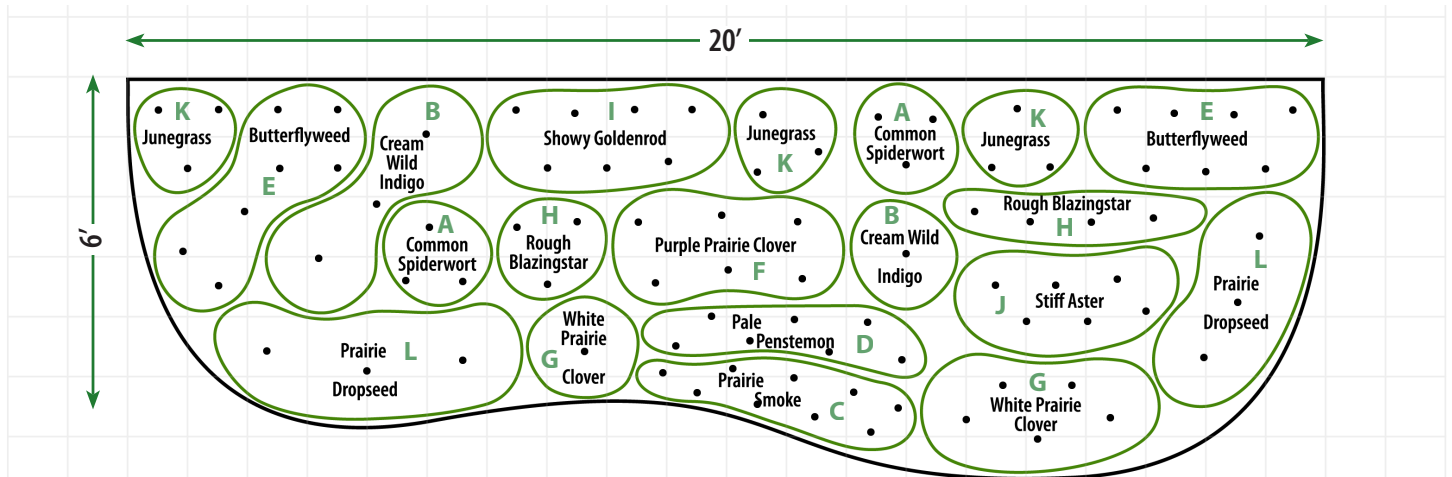 20′
6′
K
Junegrass
Butterflyweed
E
B
Cream
Wild
Indigo
I
Showy Goldenrod
Junegrass
K
A
Common
Spiderwort
K
Junegrass
E
Butterflyweed
A
Common
Spiderwort
H
Rough
Blazingstar
Purple Prairie Clover
F
B
Cream Wild
Indigo
Rough Blazingstar
H
J
Stiff Aster
L
Prairie
Dropseed
Prairie L
Dropseed
White
Prairie
G
Clover
Pale
Penstemon D
Prairie
Smoke
C
G
White Prairie
Clover